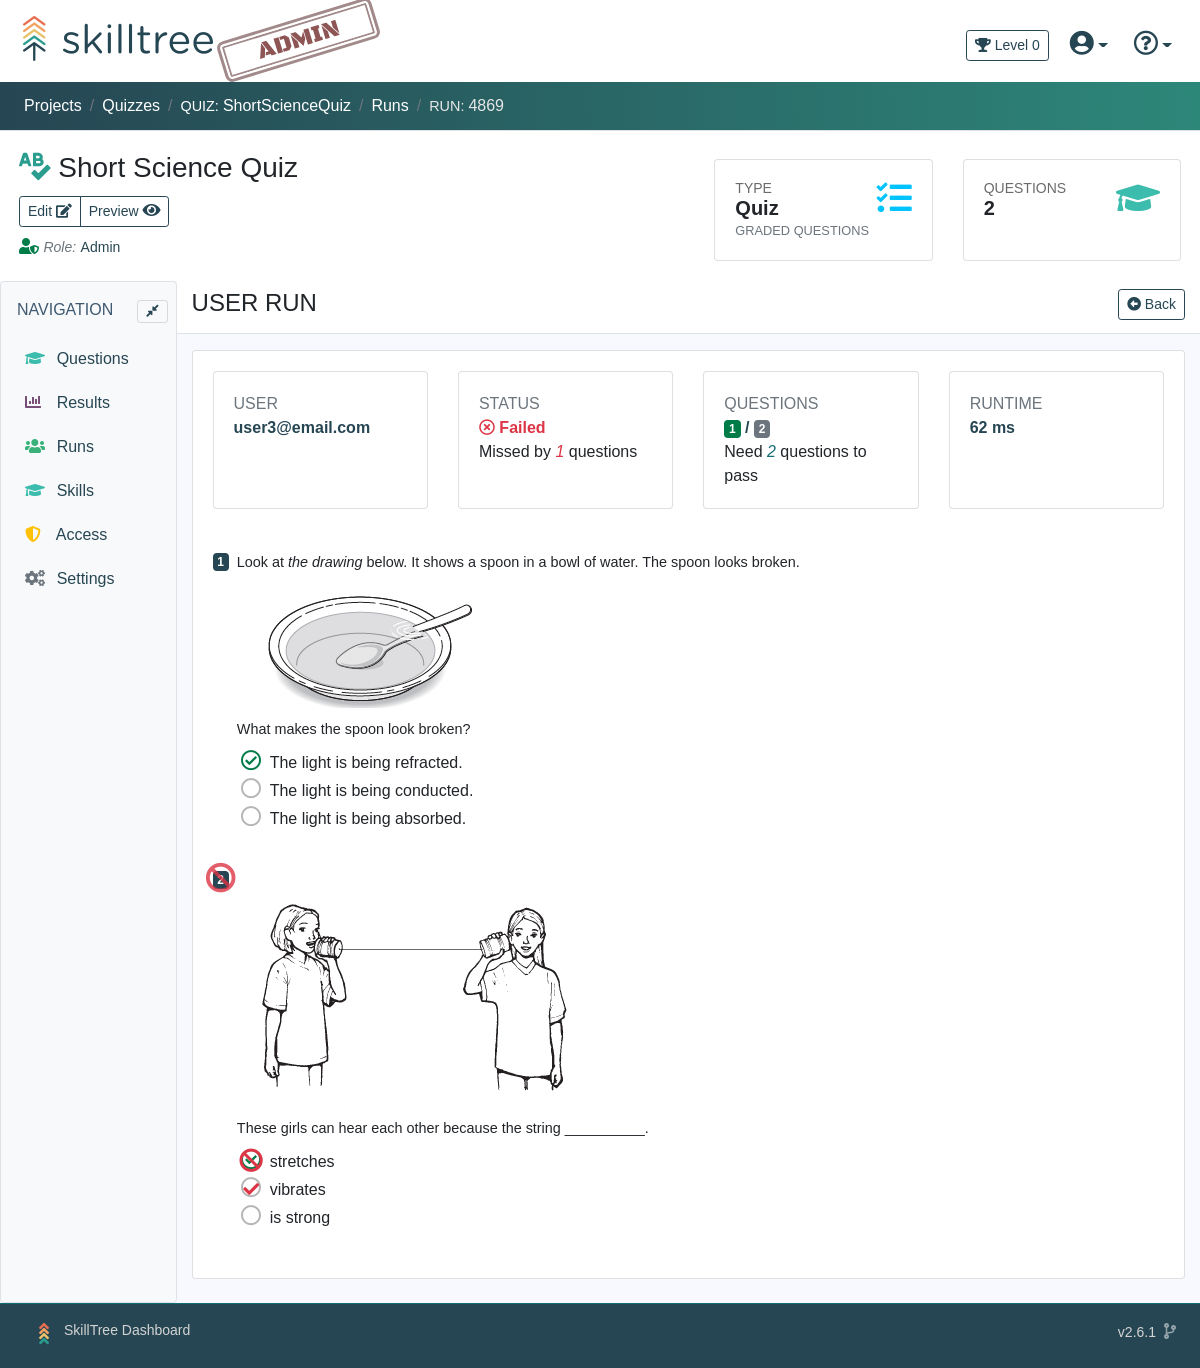 skilltree ADMIN
Level 0
Projects / Quizzes / QUIZ: ShortScienceQuiz / Runs / RUN: 4869
AB Short Science Quiz
Edit Preview
Role: Admin
TYPE
Quiz
GRADED QUESTIONS
QUESTIONS
2
NAVIGATION
Questions
Results
Runs
Skills
Access
Settings
USER RUN
Back
USER
user3@email.com
STATUS
Failed
Missed by 1 questions
QUESTIONS
1 / 2
Need 2 questions to
pass
RUNTIME
62 ms
1 Look at the drawing below. It shows a spoon in a bowl of water. The spoon looks broken.
What makes the spoon look broken?
The light is being refracted.
The light is being conducted.
The light is being absorbed.
2
These girls can hear each other because the string __________.
stretches
vibrates
is strong
SkillTree Dashboard
v2.6.1